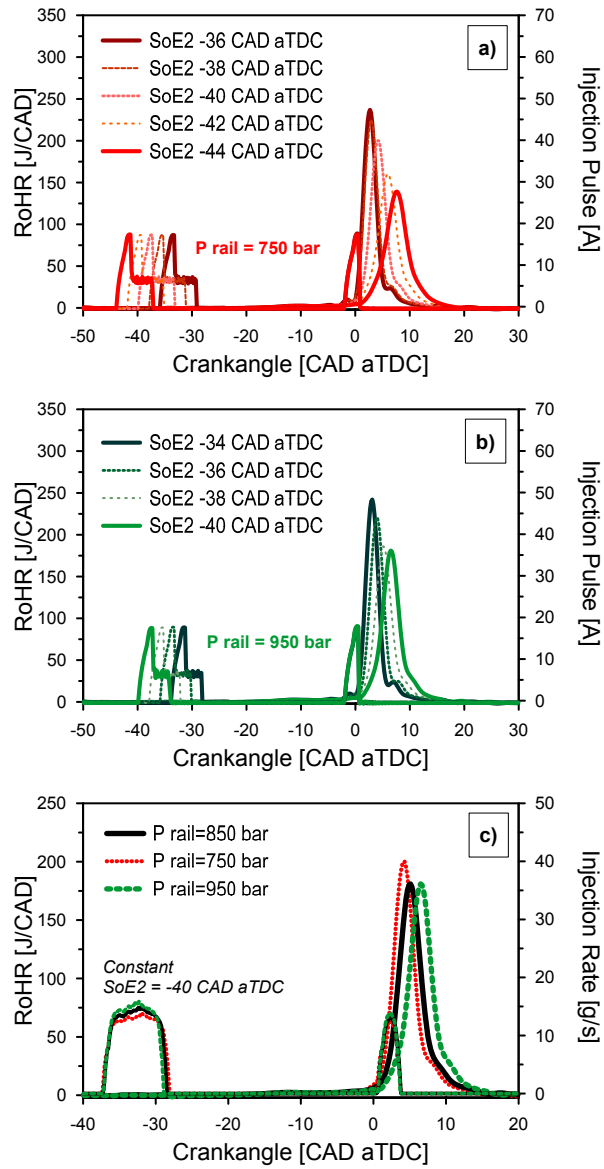 350
300
250
200
150
100
50
0
RoHR [J/CAD]
SoE2 -36 CAD aTDC
SoE2 -38 CAD aTDC
SoE2 -40 CAD aTDC
SoE2 -42 CAD aTDC
SoE2 -44 CAD aTDC
a)
P rail = 750 bar
70
60
50
40
30
20
10
0
Injection Pulse [A]
-50 -40 -30 -20 -10 0 10 20 30
Crankangle [CAD aTDC]
350
300
250
200
150
100
50
0
RoHR [J/CAD]
SoE2 -34 CAD aTDC
SoE2 -36 CAD aTDC
SoE2 -38 CAD aTDC
SoE2 -40 CAD aTDC
b)
P rail = 950 bar
70
60
50
40
30
20
10
0
Injection Pulse [A]
-50 -40 -30 -20 -10 0 10 20 30
Crankangle [CAD aTDC]
250
200
150
100
50
0
RoHR [J/CAD]
P rail=850 bar
P rail=750 bar
P rail=950 bar
c)
Constant
SoE2 = -40 CAD aTDC
50
40
30
20
10
0
Injection Rate [g/s]
-40 -30 -20 -10 0 10 20
Crankangle [CAD aTDC]